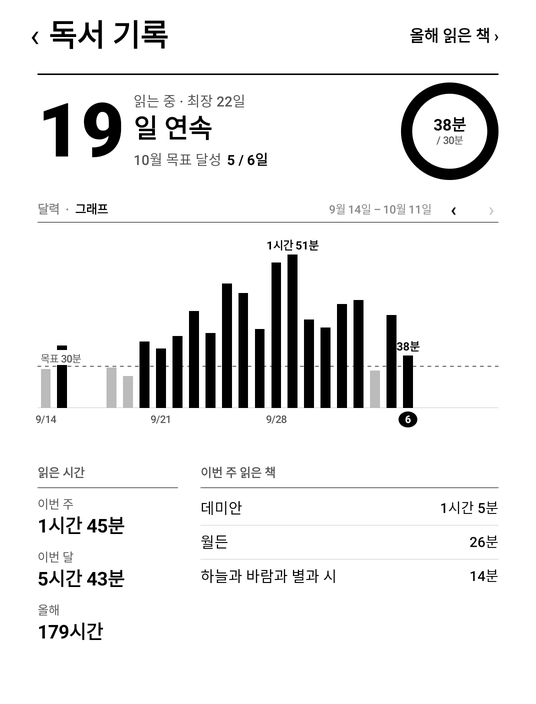 ‹ 독서 기록
올해 읽은 책 ›
19
읽는 중 · 최장 22일
일 연속
10월 목표 달성 5 / 6일
38분
/ 30분
달력 · 그래프
9월 14일 – 10월 11일 ‹ ›
1시간 51분
38분
목표 30분
9/14
9/21
9/28
6
읽은 시간
이번 주
1시간 45분
이번 달
5시간 43분
올해
179시간
이번 주 읽은 책
데미안 1시간 5분
월든 26분
하늘과 바람과 별과 시 14분